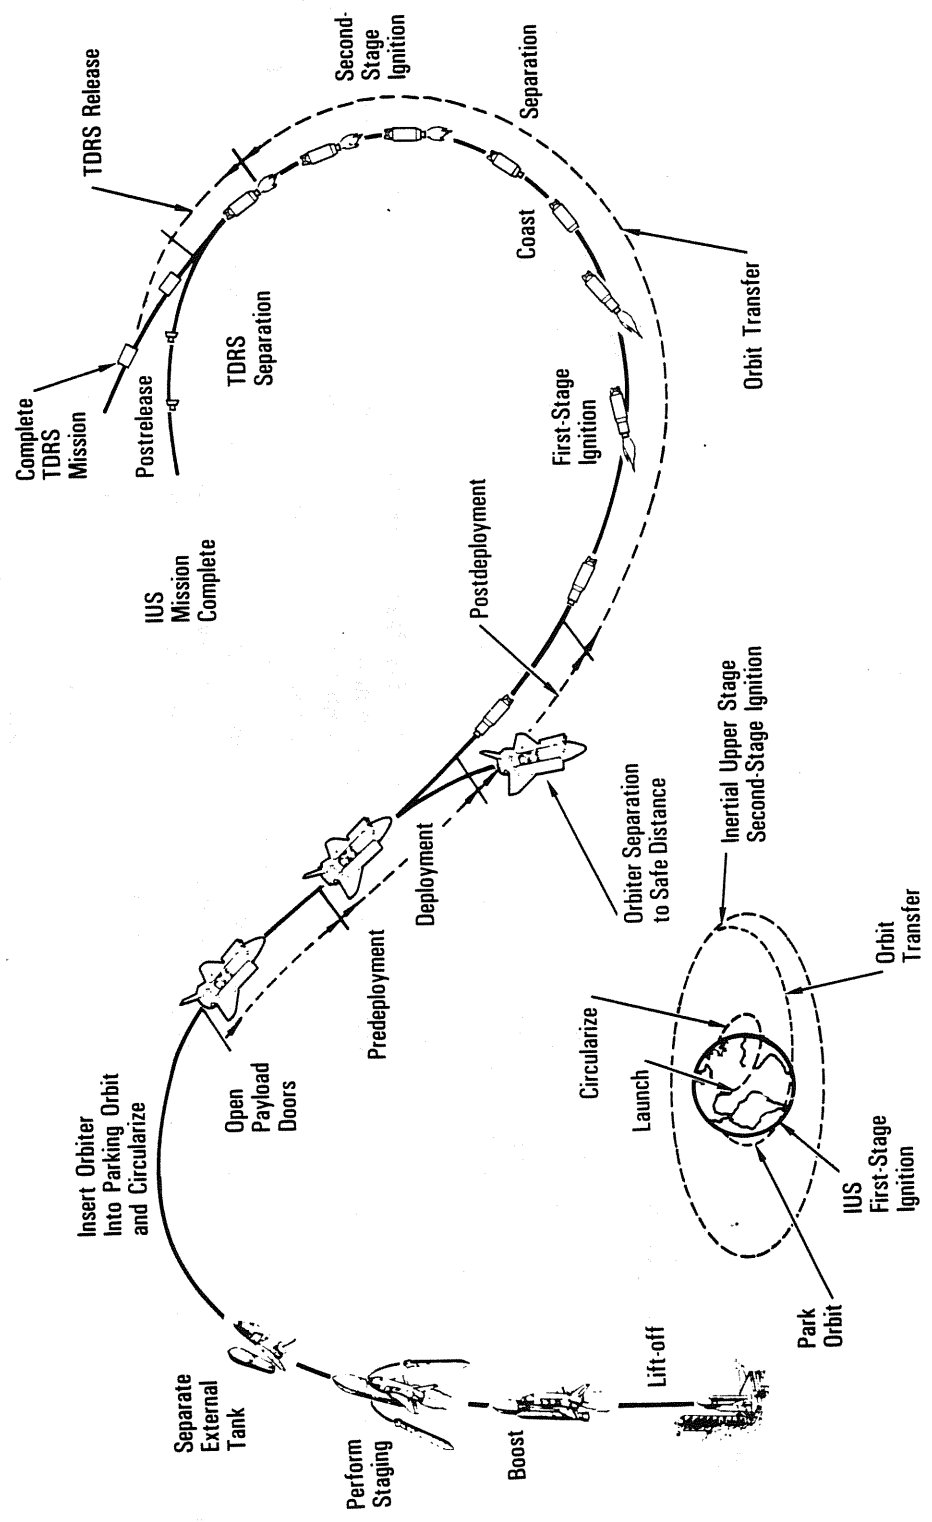 Lift-off
Boost
Perform
Staging
Separate
External
Tank
Insert Orbiter
Into Parking Orbit
and Circularize
Open
Payload
Doors
Predeployment
Deployment
Orbiter Separation
to Safe Distance
Postdeployment
First-Stage
Ignition
Orbit Transfer
Coast
Separation
Second-
Stage
Ignition
TDRS Release
TDRS
Separation
Postrelease
Complete
TDRS
Mission
IUS
Mission
Complete
Park
Orbit
IUS
First-Stage
Ignition
Launch
Circularize
Orbit
Transfer
Inertial Upper Stage
Second-Stage Ignition